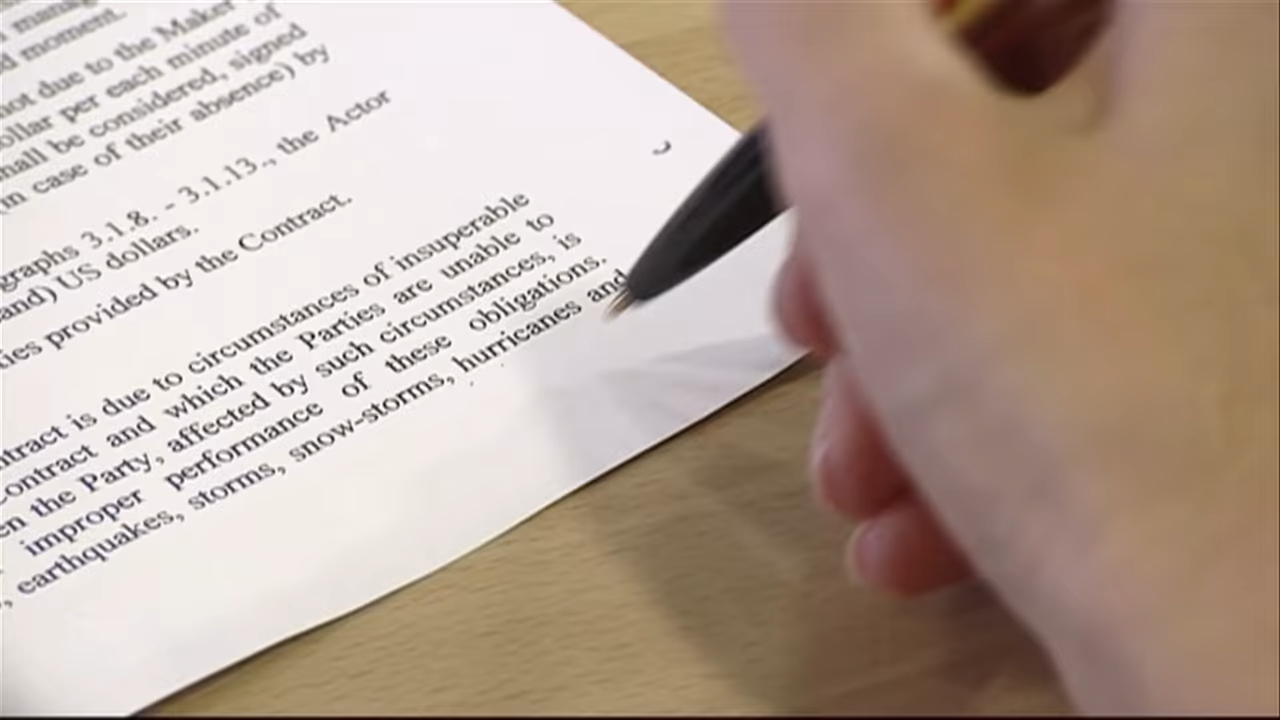 d moment.
not due to the Maker
ollar per each minute of
hall be considered, signed
in case of their absence) by
graphs 3.1.8. - 3.1.13., the Actor
and) US dollars.
ies provided by the Contract.
ntract is due to circumstances of insuperable
Contract and which the Parties are unable to
en the Party, affected by such circumstances, is
improper performance of these obligations.
, earthquakes, storms, snow-storms, hurricanes and